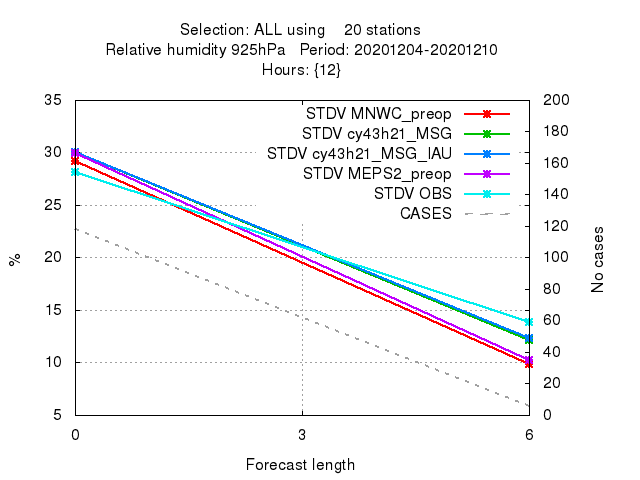 Selection: ALL using    20 stations
Relative humidity 925hPa   Period: 20201204-20201210
Hours: {12}
STDV MNWC_preop
STDV cy43h21_MSG
STDV cy43h21_MSG_IAU
STDV MEPS2_preop
STDV OBS
CASES
35
30
25
20
15
10
5
%
200
180
160
140
120
100
80
60
40
20
0
No cases
0 3 6
Forecast length